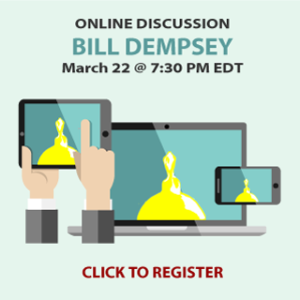 ONLINE DISCUSSION
BILL DEMPSEY
March 22 @ 7:30 PM EDT
CLICK TO REGISTER